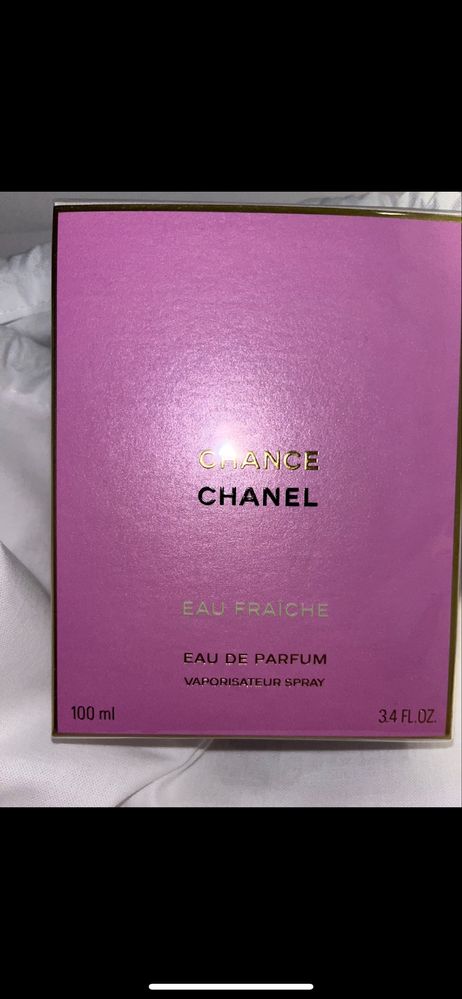 CHANCE
CHANEL
EAU FRAÎCHE
EAU DE PARFUM
VAPORISATEUR SPRAY
100 ml
3.4 FL.OZ.